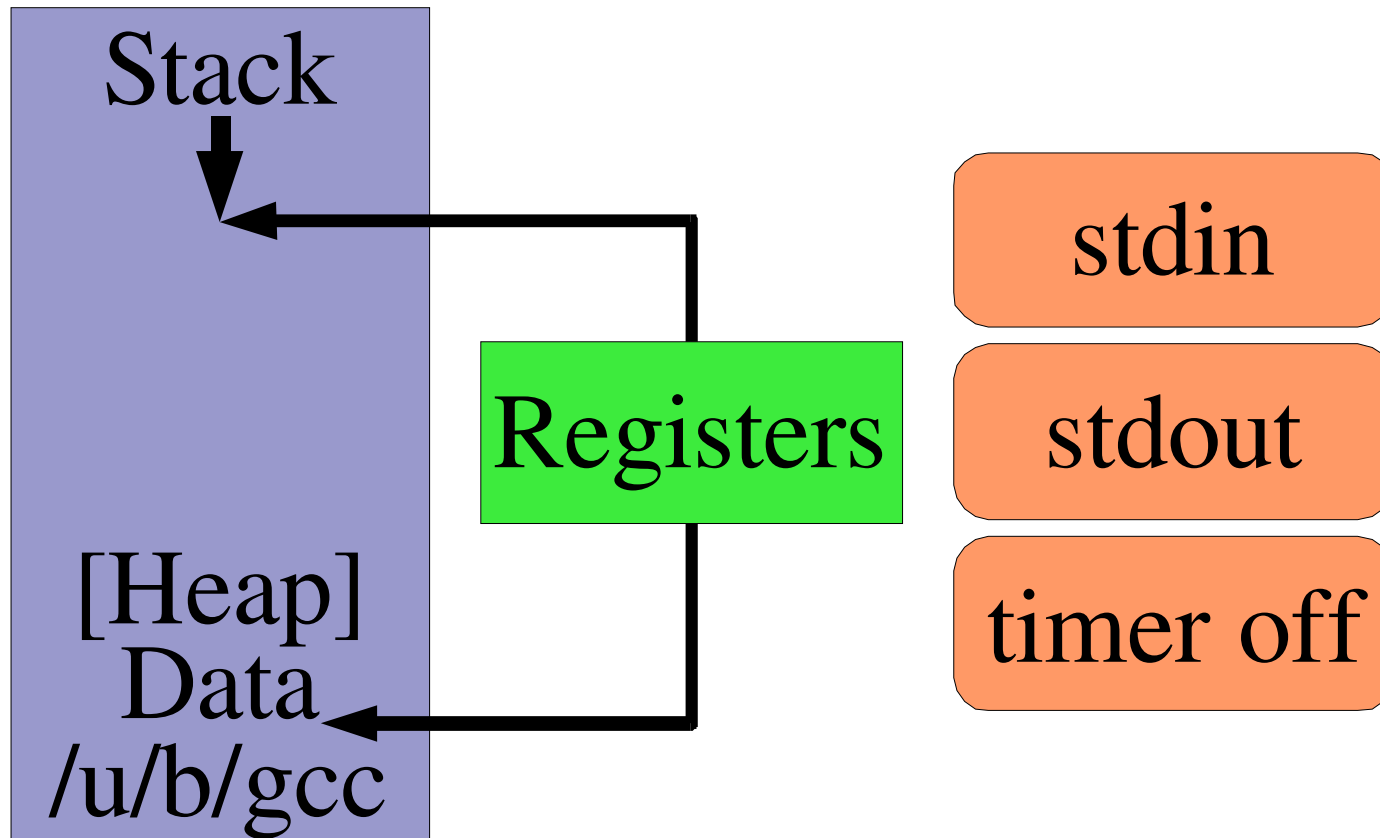 Stack
[Heap]
Data
/u/b/gcc
Registers
stdin
stdout
timer off